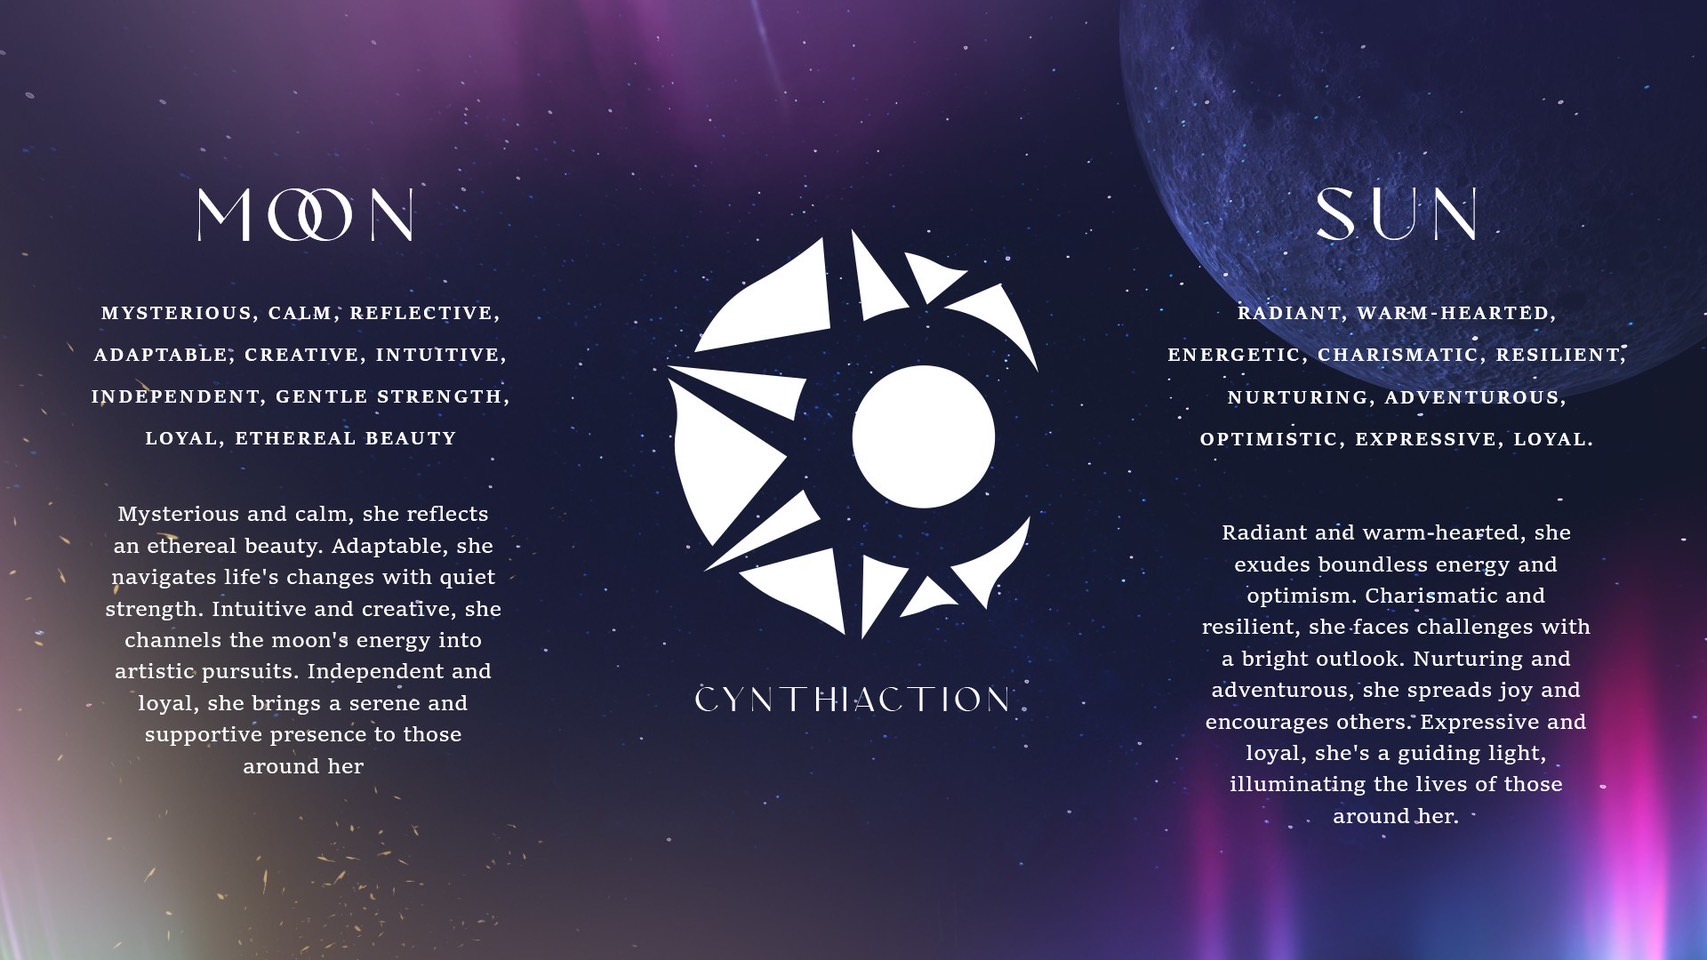 MOON
MYSTERIOUS, CALM, REFLECTIVE,
ADAPTABLE, CREATIVE, INTUITIVE,
INDEPENDENT, GENTLE STRENGTH,
LOYAL, ETHEREAL BEAUTY
Mysterious and calm, she reflects
an ethereal beauty. Adaptable, she
navigates life's changes with quiet
strength. Intuitive and creative, she
channels the moon's energy into
artistic pursuits. Independent and
loyal, she brings a serene and
supportive presence to those
around her
CYNTHIACTION
SUN
RADIANT, WARM-HEARTED,
ENERGETIC, CHARISMATIC, RESILIENT,
NURTURING, ADVENTUROUS,
OPTIMISTIC, EXPRESSIVE, LOYAL.
Radiant and warm-hearted, she
exudes boundless energy and
optimism. Charismatic and
resilient, she faces challenges with
a bright outlook. Nurturing and
adventurous, she spreads joy and
encourages others. Expressive and
loyal, she's a guiding light,
illuminating the lives of those
around her.